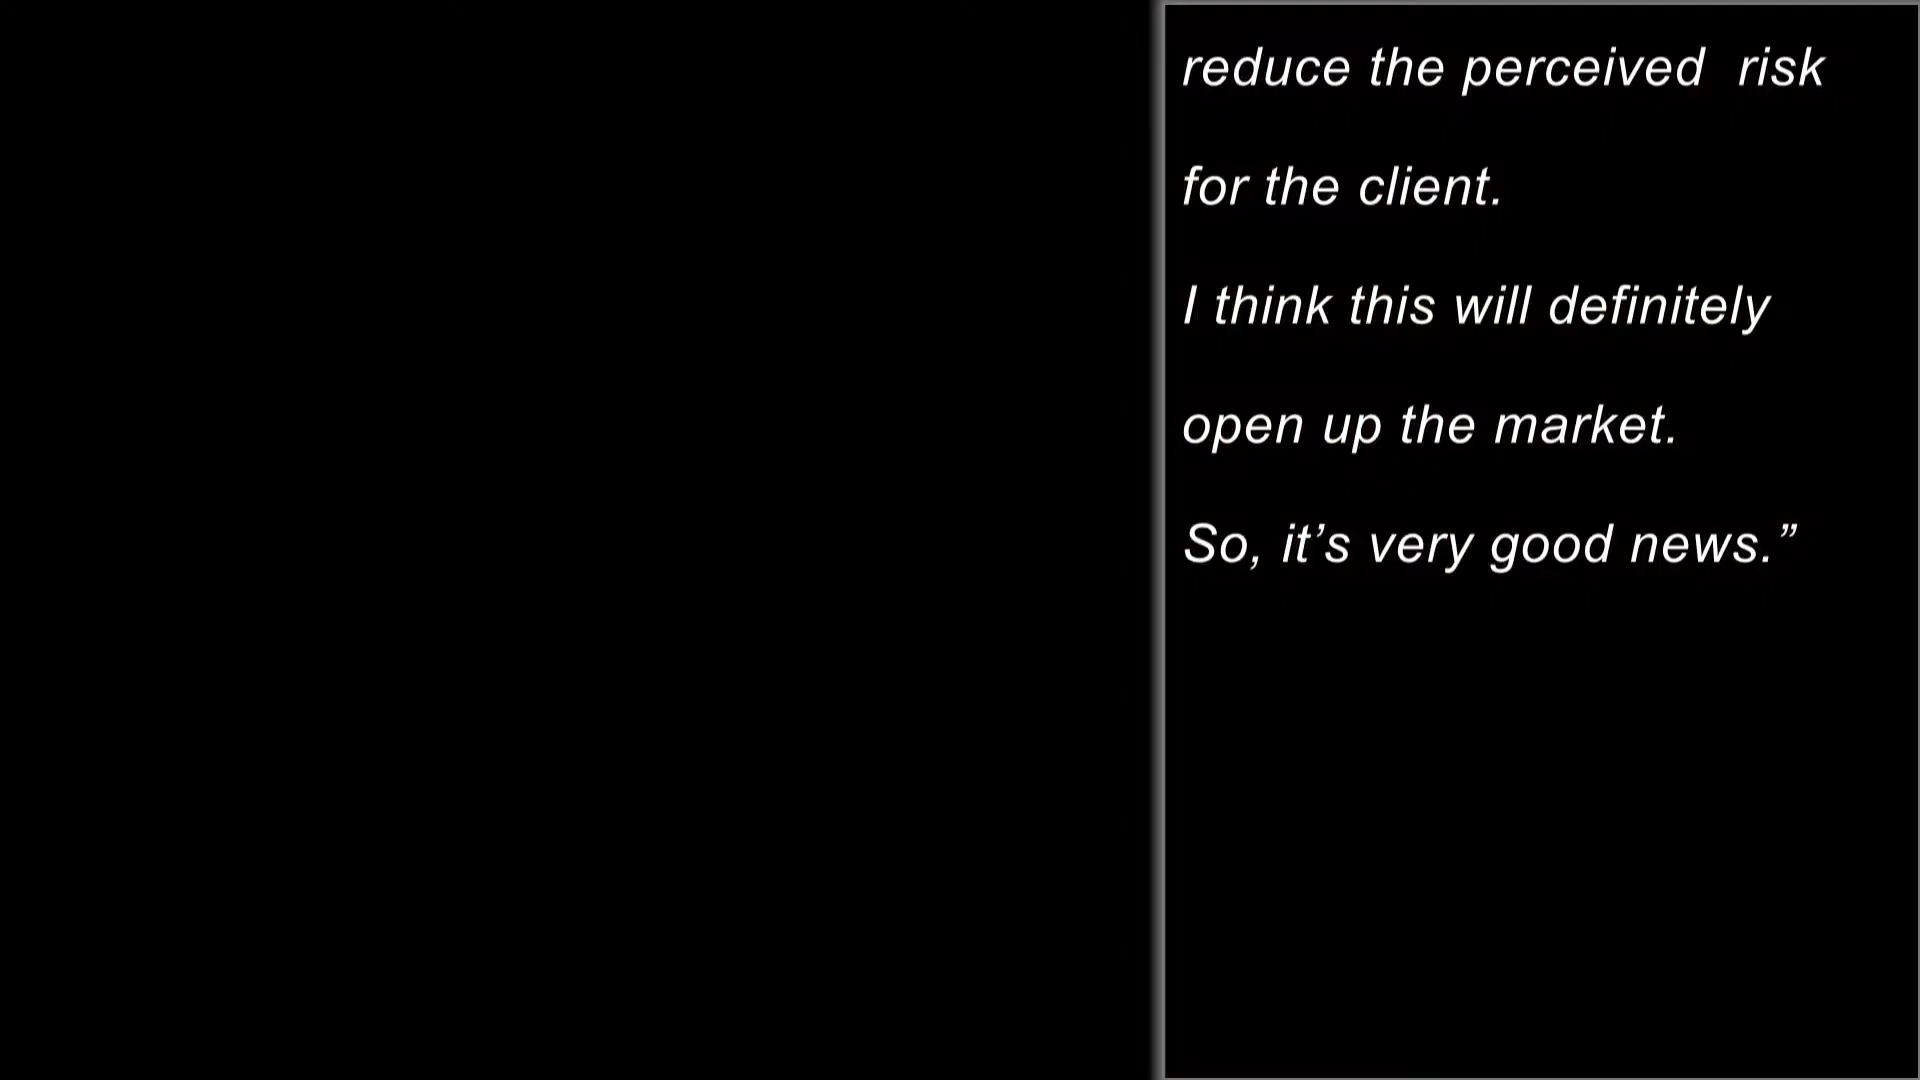 reduce the perceived  risk
for the client.
I think this will definitely
open up the market.
So, it’s very good news.”